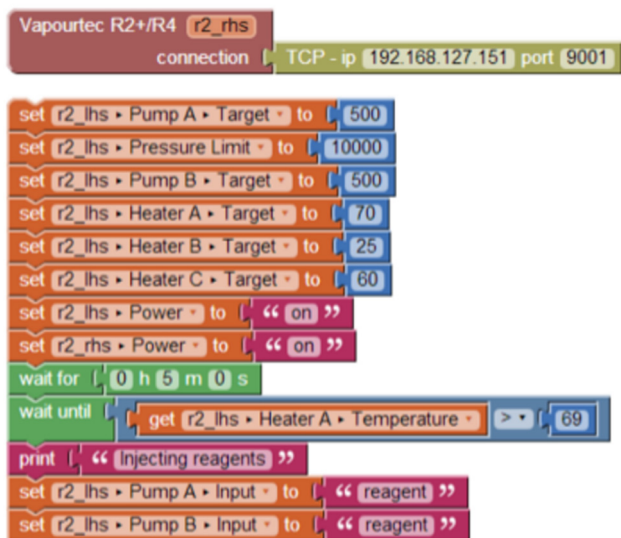 Vapourtec R2+/R4 r2_rhs
connection TCP - ip 192.168.127.151 port 9001
set r2_lhs ▸ Pump A ▸ Target ▾ to 500
set r2_lhs ▸ Pressure Limit ▾ to 10000
set r2_lhs ▸ Pump B ▸ Target ▾ to 500
set r2_lhs ▸ Heater A ▸ Target ▾ to 70
set r2_lhs ▸ Heater B ▸ Target ▾ to 25
set r2_lhs ▸ Heater C ▸ Target ▾ to 60
set r2_lhs ▸ Power ▾ to “ on ”
set r2_rhs ▸ Power ▾ to “ on ”
wait for 0 h 5 m 0 s
wait until get r2_lhs ▸ Heater A ▸ Temperature ▾ > ▾ 69
print “ Injecting reagents ”
set r2_lhs ▸ Pump A ▸ Input ▾ to “ reagent ”
set r2_lhs ▸ Pump B ▸ Input ▾ to “ reagent ”